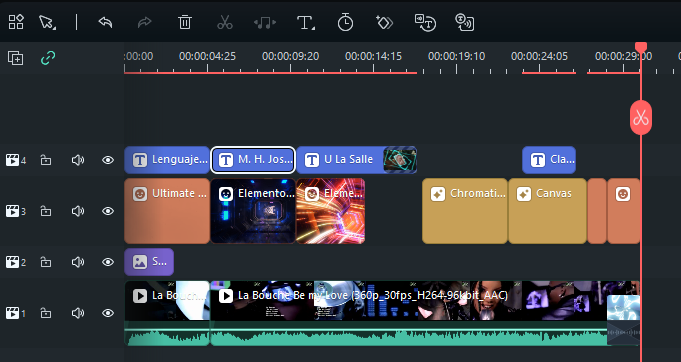 :00:00 00:00:04:25 00:00:09:20 00:00:14:15 00:00:19:10 00:00:24:05 00:00:29:00
4 T Lenguaje... T M. H. Jos... T U La Salle T Cla...
3 Ultimate ... Elemento... Eleme... Chromati... Canvas
2 S...
1 La Bouch... La Bouche Be my Love (360p_30fps_H264-96kbit_AAC)